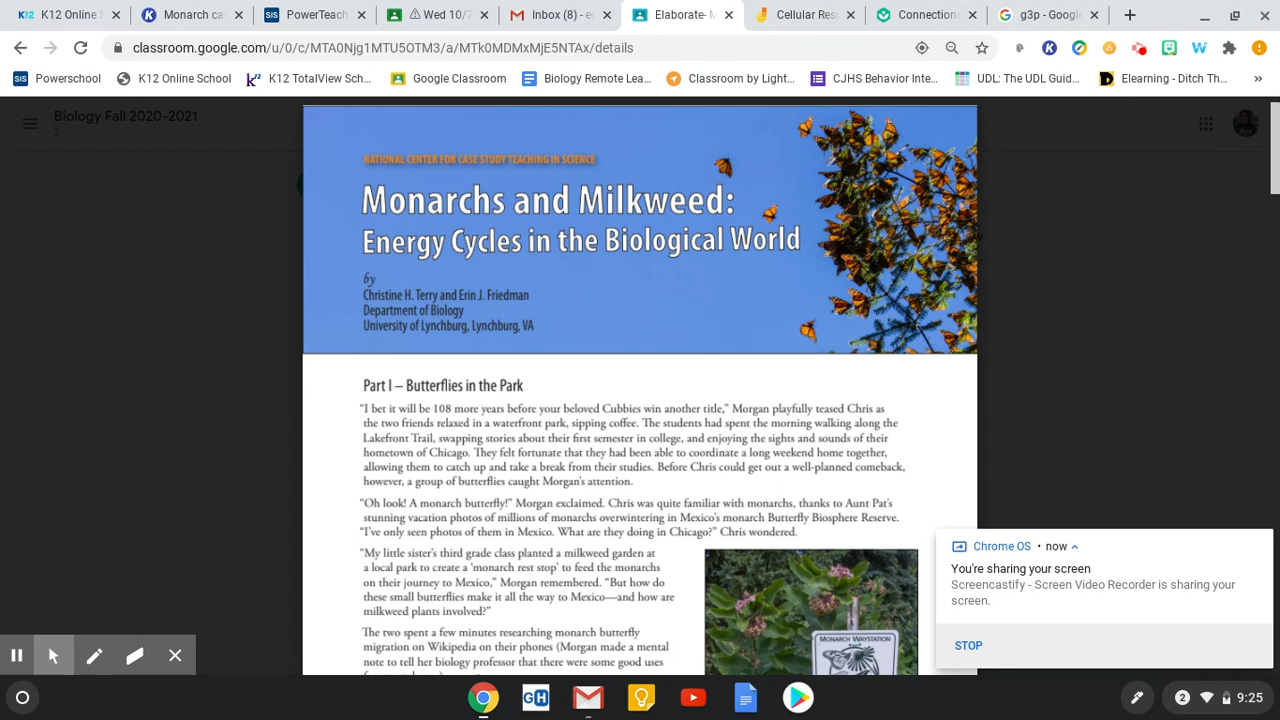 K12 Online S
Monarch ca
PowerTeach
Wed 10/7
Inbox (8) - e
Elaborate- M
Cellular Res
Connection
g3p - Google
classroom.google.com/u/0/c/MTA0Njg1MTU5OTM3/a/MTk0MDMxMjE5NTAx/details
SIS Powerschool
K12 Online School
K12 TotalView Sch...
Google Classroom
Biology Remote Lea...
Classroom by Light...
CJHS Behavior Inte...
UDL: The UDL Guid...
Elearning - Ditch Th...
»
Biology Fall 2020-2021
2
NATIONAL CENTER FOR CASE STUDY TEACHING IN SCIENCE
Monarchs and Milkweed:
Energy Cycles in the Biological World
by
Christine H. Terry and Erin J. Friedman
Department of Biology
University of Lynchburg, Lynchburg, VA
Part I – Butterflies in the Park
“I bet it will be 108 more years before your beloved Cubbies win another title,” Morgan playfully teased Chris as
the two friends relaxed in a waterfront park, sipping coffee. The students had spent the morning walking along the
Lakefront Trail, swapping stories about their first semester in college, and enjoying the sights and sounds of their
hometown of Chicago. They felt fortunate that they had been able to coordinate a long weekend home together,
allowing them to catch up and take a break from their studies. Before Chris could get out a well-planned comeback,
however, a group of butterflies caught Morgan’s attention.
“Oh look! A monarch butterfly!” Morgan exclaimed. Chris was quite familiar with monarchs, thanks to Aunt Pat’s
stunning vacation photos of millions of monarchs overwintering in Mexico’s monarch Butterfly Biosphere Reserve.
“I’ve only seen photos of them in Mexico. What are they doing in Chicago?” Chris wondered.
“My little sister’s third grade class planted a milkweed garden at
a local park to create a ‘monarch rest stop’ to feed the monarchs
on their journey to Mexico,” Morgan remembered. “But how do
these small butterflies make it all the way to Mexico—and how are
milkweed plants involved?”
The two spent a few minutes researching monarch butterfly
migration on Wikipedia on their phones (Morgan made a mental
note to tell her biology professor that there were some good uses
MONARCH WAYSTATION
Chrome OS • now
You're sharing your screen
Screencastify - Screen Video Recorder is sharing your
screen.
STOP
GH
2
9:25